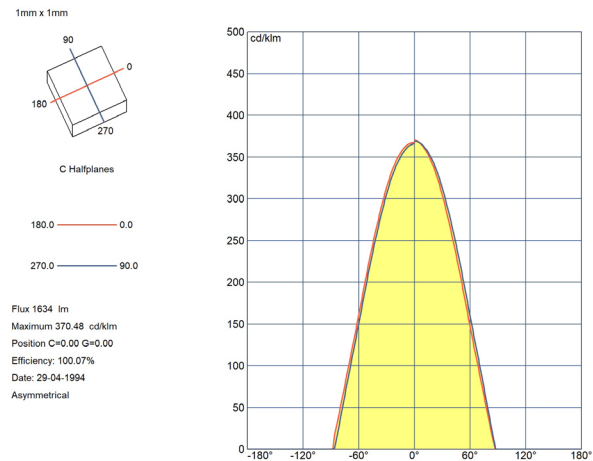 1mm x 1mm
90
0
180
270
C Halfplanes
180.0
0.0
270.0
90.0
Flux 1634 lm
Maximum 370.48 cd/klm
Position C=0.00 G=0.00
Efficiency: 100.07%
Date: 29-04-1994
Asymmetrical
500
cd/klm
450
400
350
300
250
200
150
100
50
0
-180° -120° -60° 0° 60° 120° 180°